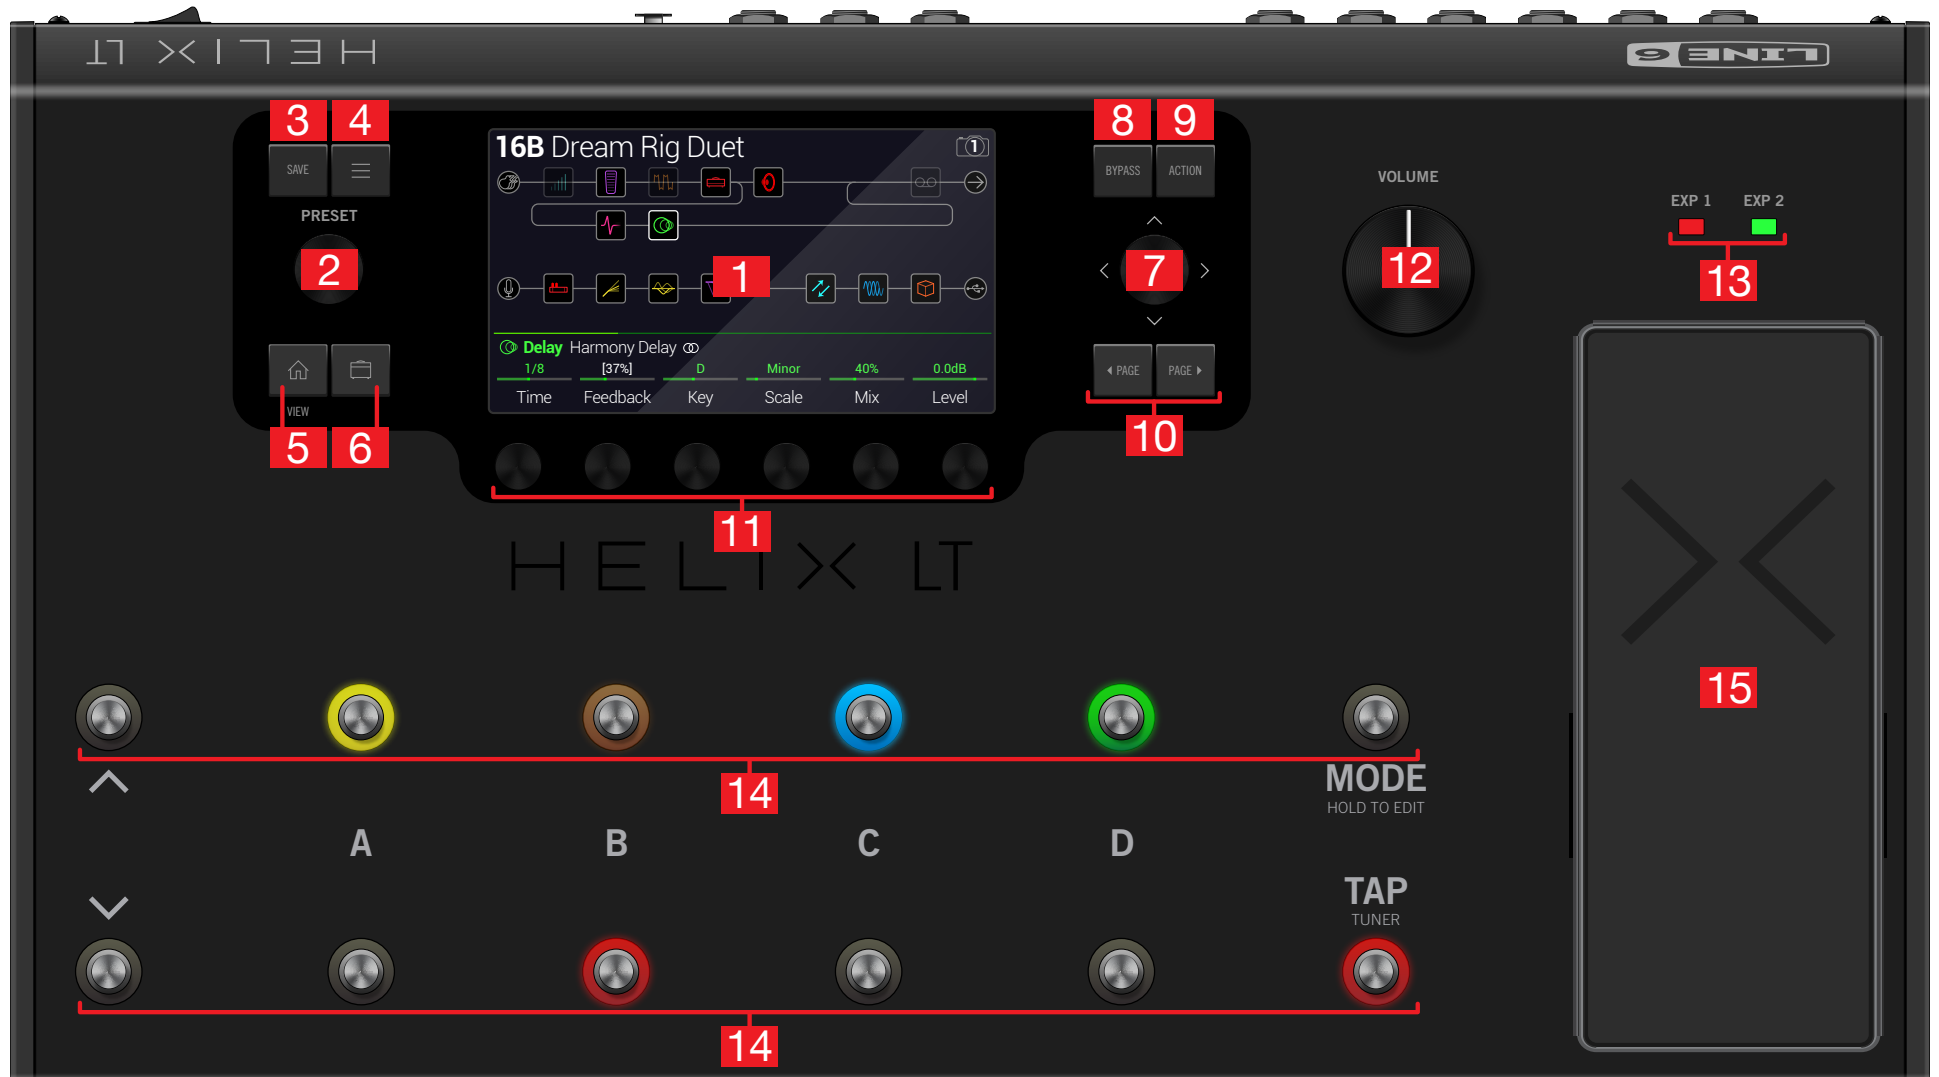 HELIX LT
LINE 6
3 4
8 9
SAVE
BYPASS ACTION
PRESET
2
16B Dream Rig Duet 1
1
Delay Harmony Delay
1/8 [37%] D Minor 40% 0.0dB
Time Feedback Key Scale Mix Level
7
VOLUME
12
EXP 1 EXP 2
13
PAGE PAGE
VIEW
5 6
10
11
HELIX LT
15
14
MODE
HOLD TO EDIT
A B C D
TAP
TUNER
14